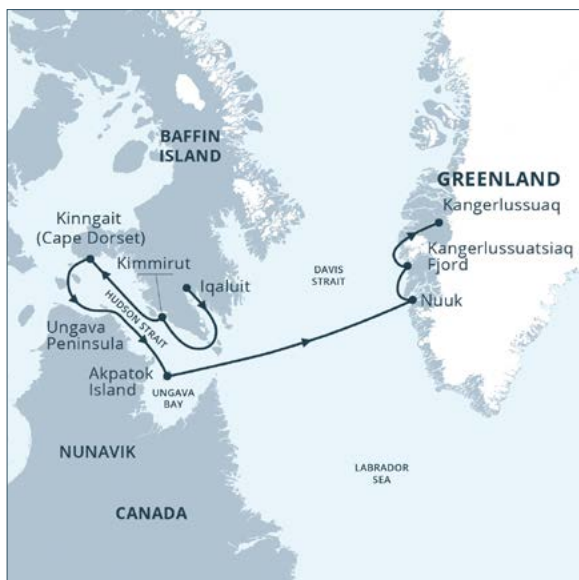 BAFFIN
ISLAND
GREENLAND
Kangerlussuaq
Kinngait
(Cape Dorset)
Kimmirut
Iqaluit
DAVIS
STRAIT
Kangerlussuatsiaq
Fjord
Nuuk
HUDSON STRAIT
Ungava
Peninsula
Akpatok
Island
UNGAVA
BAY
NUNAVIK
LABRADOR
SEA
CANADA